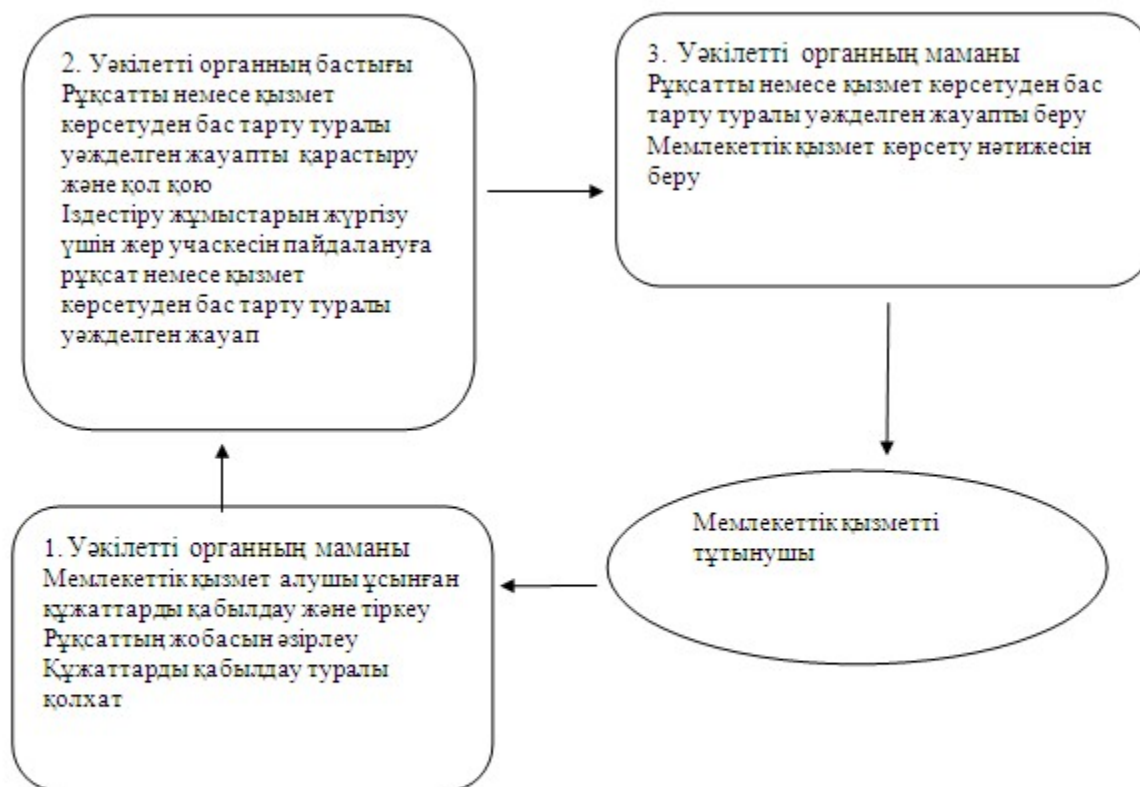 2. Уәкілетті органның бастығы
Рұқсатты немесе қызмет
көрсетуден бас тарту туралы
уәжделген жауапты қарастыру
және қол қою
Іздестіру жұмыстарын жүргізу
үшін жер учаскесін пайдалануға
рұқсат немесе қызмет
көрсетуден бас тарту туралы
уәжделген жауап
3. Уәкілетті органның маманы
Рұқсатты немесе қызмет көрсетуден бас
тарту туралы уәжделген жауапты беру
Мемлекеттік қызмет көрсету нәтижесін
беру
1. Уәкілетті органның маманы
Мемлекеттік қызмет алушы ұсынған
құжаттарды қабылдау және тіркеу
Рұқсаттың жобасын әзірлеу
Құжаттарды қабылдау туралы
қолхат
Мемлекеттік қызметті
тұтынушы